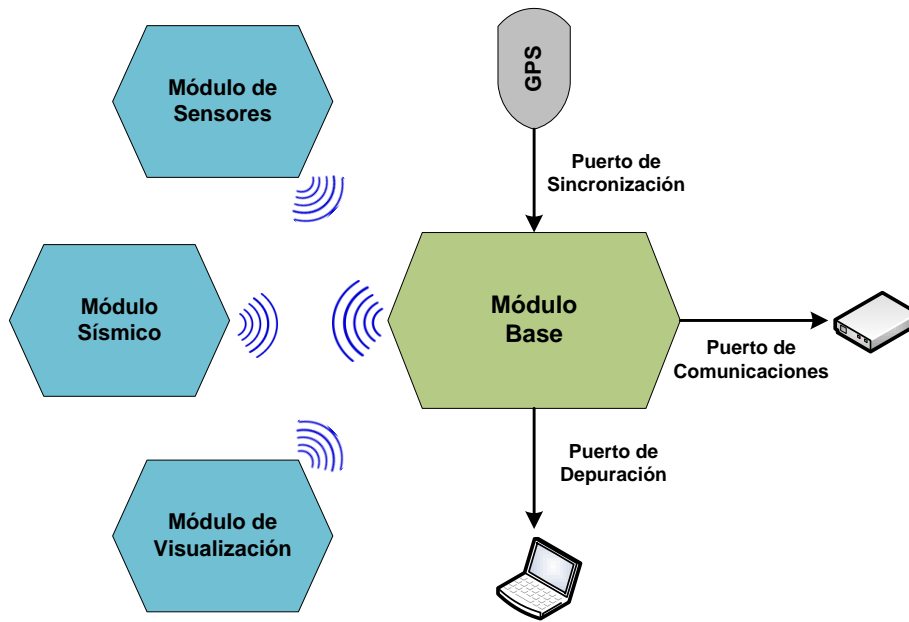 Módulo de
Sensores
GPS
Puerto de
Sincronización
Módulo
Sísmico
Módulo
Base
Puerto de
Comunicaciones
Puerto de
Depuración
Módulo de
Visualización